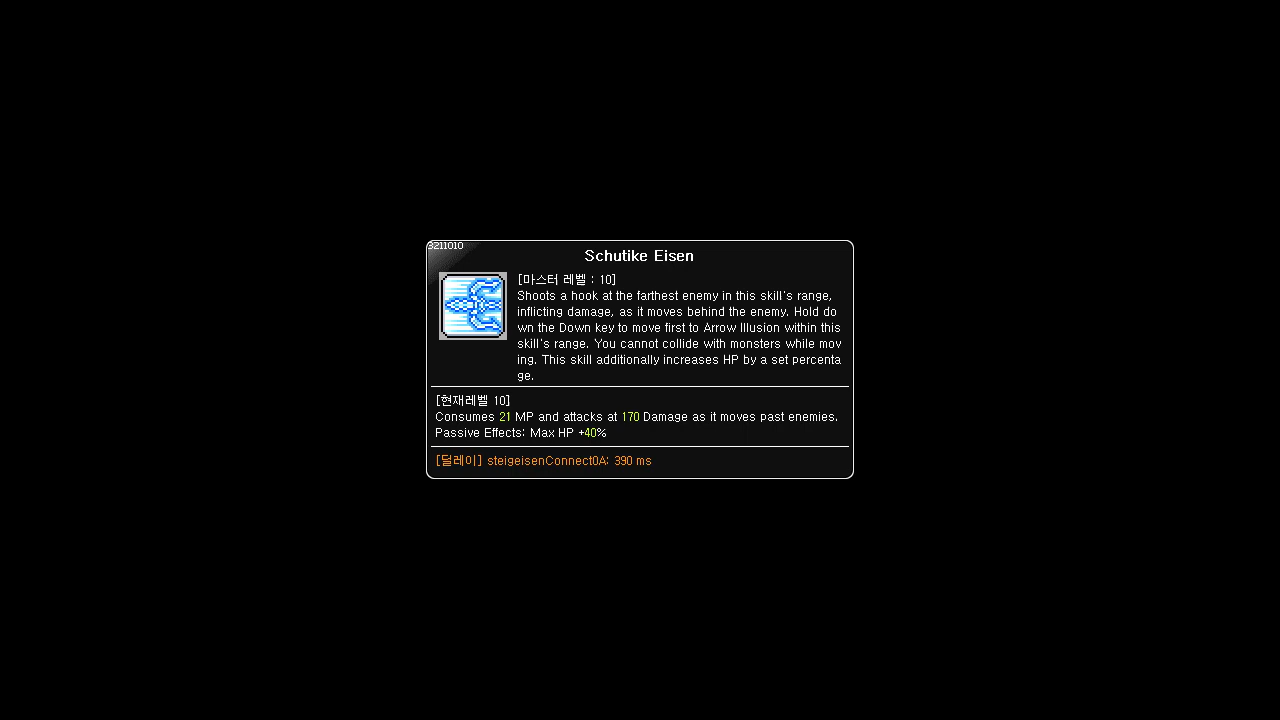 3211010
Schutike Eisen
[마스터 레벨 : 10]
Shoots a hook at the farthest enemy in this skill's range,
inflicting damage, as it moves behind the enemy. Hold do
wn the Down key to move first to Arrow Illusion within this
skill's range. You cannot collide with monsters while mov
ing. This skill additionally increases HP by a set percenta
ge.
[현재레벨 10]
Consumes 21 MP and attacks at 170 Damage as it moves past enemies.
Passive Effects: Max HP +40%
[딜레이] steigeisenConnect0A: 390 ms